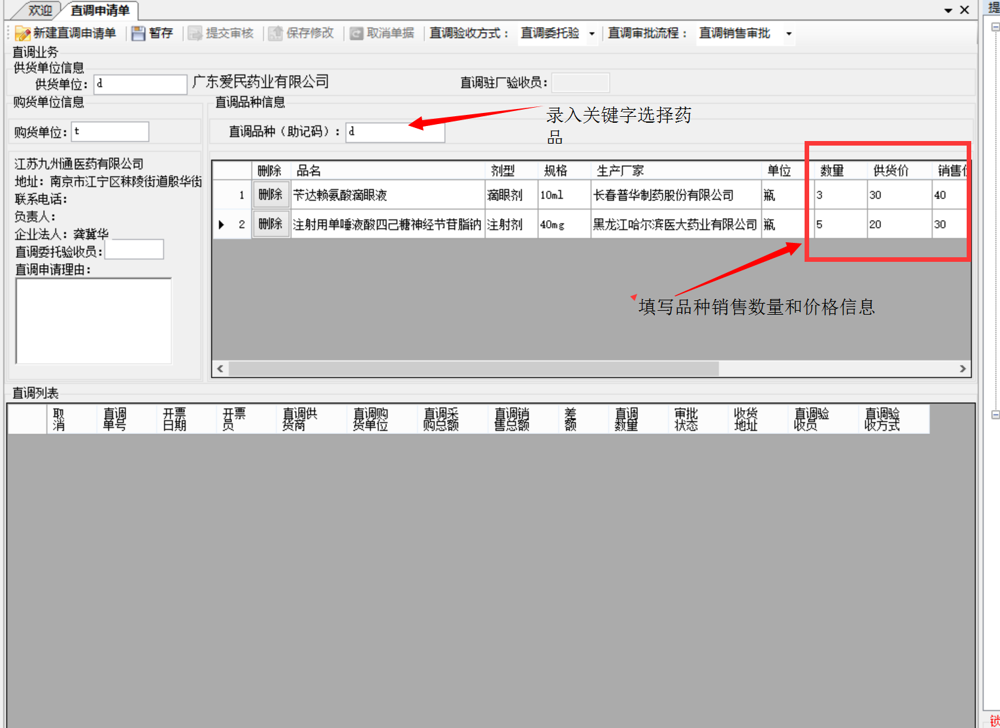 欢迎 直调申请单
新建直调申请单 暂存 提交审核 保存修改 取消单据 直调验收方式： 直调委托验 直调审批流程： 直调销售审批
直调业务
供货单位信息
供货单位： d 广东爱民药业有限公司 直调驻厂验收员：
购货单位信息
购货单位： t
江苏九州通医药有限公司
地址：南京市江宁区秣陵街道殷华街
联系电话：
负责人：
企业法人：龚冀华
直调委托验收员：
直调申请理由：
直调品种信息
直调品种（助记码）： d
录入关键字选择药
品
删除 品名 剂型 规格 生产厂家 单位 数量 供货价 销售
1 删除 苄达赖氨酸滴眼液 滴眼剂 10ml 长春普华制药股份有限公司 瓶 3 30 40
2 删除 注射用单唾液酸四己糖神经节苷脂钠 注射剂 40mg 黑龙江哈尔滨医大药业有限公司 瓶 5 20 30
填写品种销售数量和价格信息
直调列表
取消 直调单号 开票日期 开票员 直调供货商 直调购货单位 直调采购总额 直调销售总额 差额 直调数量 审批状态 收货地址 直调验收员 直调验收方式
提